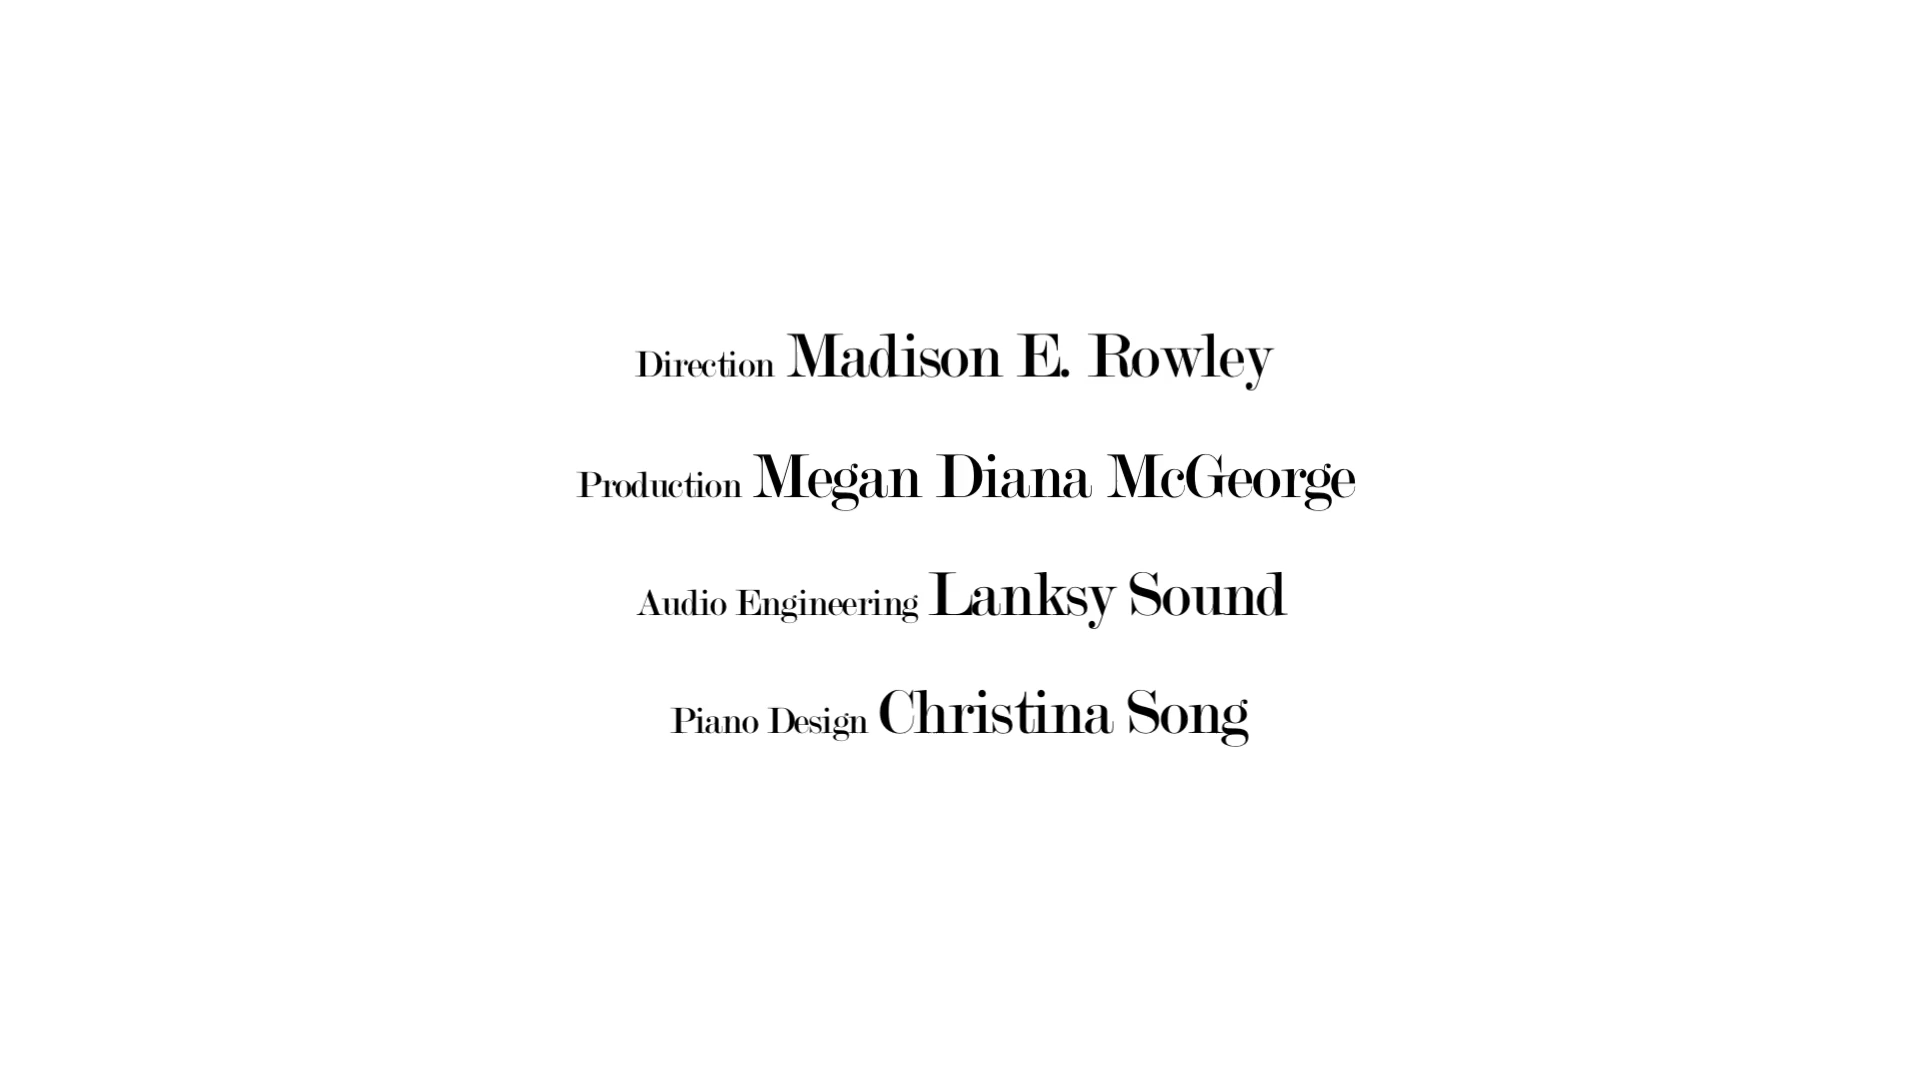 Direction Madison E. Rowley
Production Megan Diana McGeorge
Audio Engineering Lanksy Sound
Piano Design Christina Song